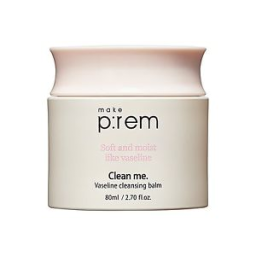 make
p:rem
Soft and moist
like vaseline
Clean me.
Vaseline cleansing balm
80ml / 2.70 fl.oz.